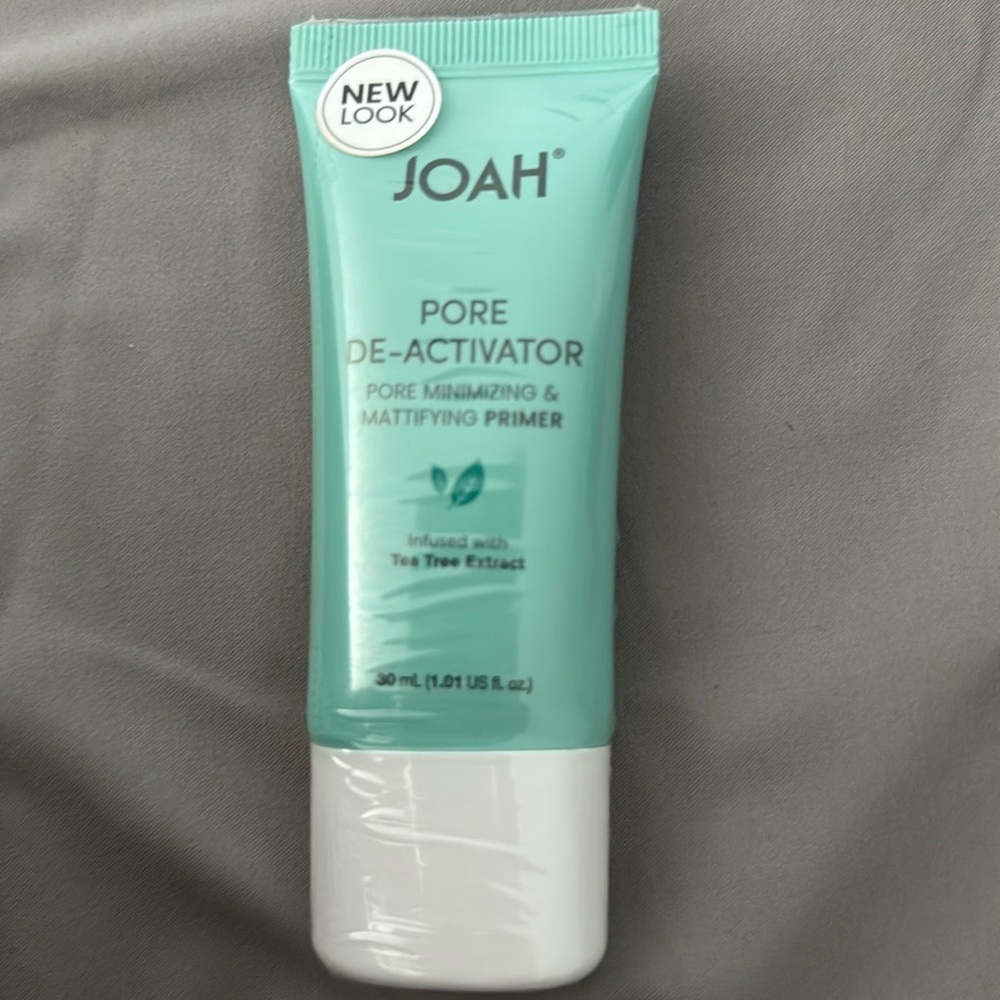 NEW
LOOK
JOAH®
PORE
DE-ACTIVATOR
PORE MINIMIZING &
MATTIFYING PRIMER
Infused with
Tea Tree Extract
30 mL (1.01 US fl. oz.)